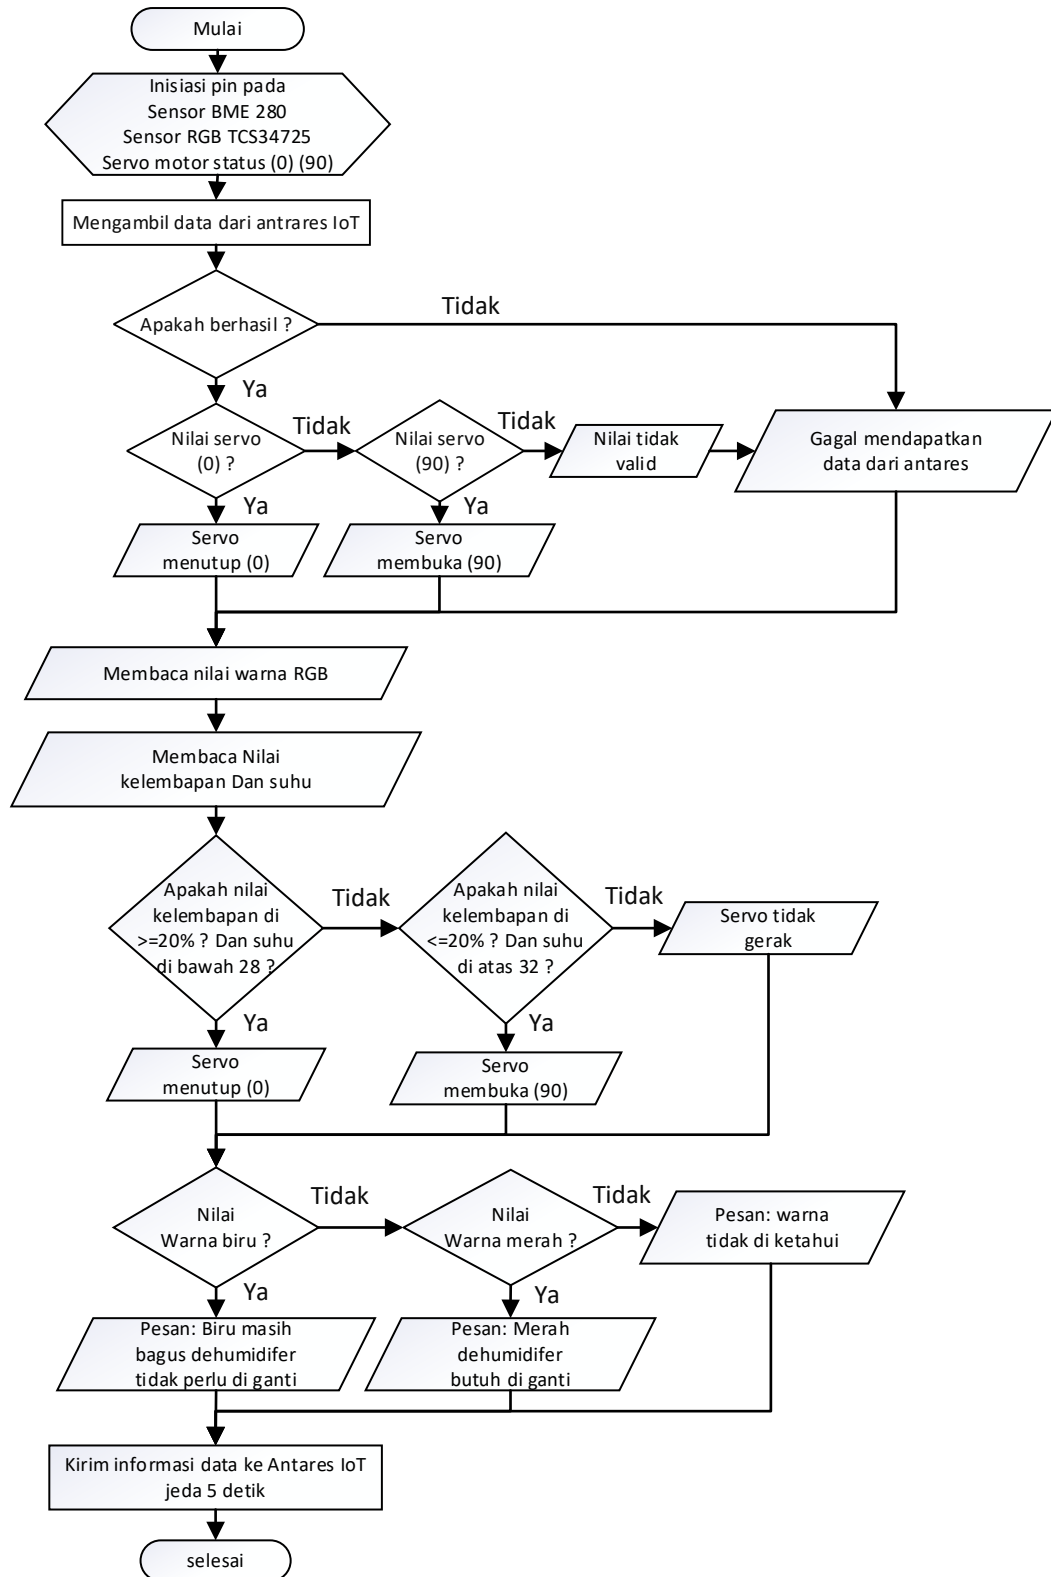 Mulai
Inisiasi pin pada
Sensor BME 280
Sensor RGB TCS34725
Servo motor status (0) (90)
Mengambil data dari antrares IoT
Apakah berhasil ?
Tidak
Ya
Nilai servo
(0) ?
Tidak
Nilai servo
(90) ?
Tidak
Nilai tidak
valid
Gagal mendapatkan
data dari antares
Ya
Ya
Servo
menutup (0)
Servo
membuka (90)
Membaca nilai warna RGB
Membaca Nilai
kelembapan Dan suhu
Apakah nilai
kelembapan di
>=20% ? Dan suhu
di bawah 28 ?
Tidak
Apakah nilai
kelembapan di
<=20% ? Dan suhu
di atas 32 ?
Tidak
Servo tidak
gerak
Ya
Ya
Servo
menutup (0)
Servo
membuka (90)
Nilai
Warna biru ?
Tidak
Nilai
Warna merah ?
Tidak
Pesan: warna
tidak di ketahui
Ya
Ya
Pesan: Biru masih
bagus dehumidifer
tidak perlu di ganti
Pesan: Merah
dehumidifer
butuh di ganti
Kirim informasi data ke Antares IoT
jeda 5 detik
selesai